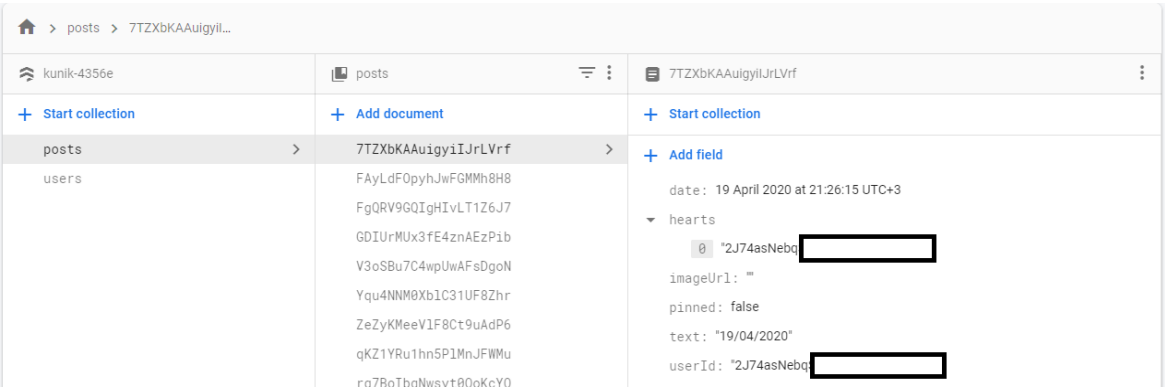 posts > 7TZXbKAAuigyiI...
kunik-4356e
+ Start collection
posts
users
posts
+ Add document
7TZXbKAAuigyiIJrLVrf
FAyLdFOpyhJwFGMMh8H8
FgQRV9GQIgHIvLT1Z6J7
GDIUrMUx3fE4znAEzPib
V3oSBu7C4wpUwAFsDgoN
Yqu4NNM0XblC31UF8Zhr
ZeZyKMeeVlF8Ct9uAdP6
qKZ1YRu1hn5PlMnJFWMu
7TZXbKAAuigyiIJrLVrf
+ Start collection
+ Add field
date: 19 April 2020 at 21:26:15 UTC+3
hearts
0 "2J74asNebq
imageUrl: ""
pinned: false
text: "19/04/2020"
userId: "2J74asNebq